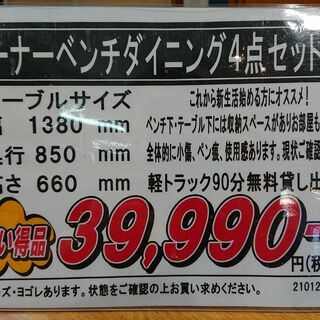 ーナーベンチダイニング4点セット
ーブルサイズ
幅 1380 mm
奥行 850 mm
高さ 660 mm
これから新生活始める方にオススメ！
ベンチ下・テーブル下には収納スペースがありお部屋も
全体的に小傷、ペン痕、使用感あります。現状ご確認
軽トラック90分無料貸し出
い得品
39,990
円(税
ーズ・ヨゴレあります。状態をご確認の上お買い求めください。
21012